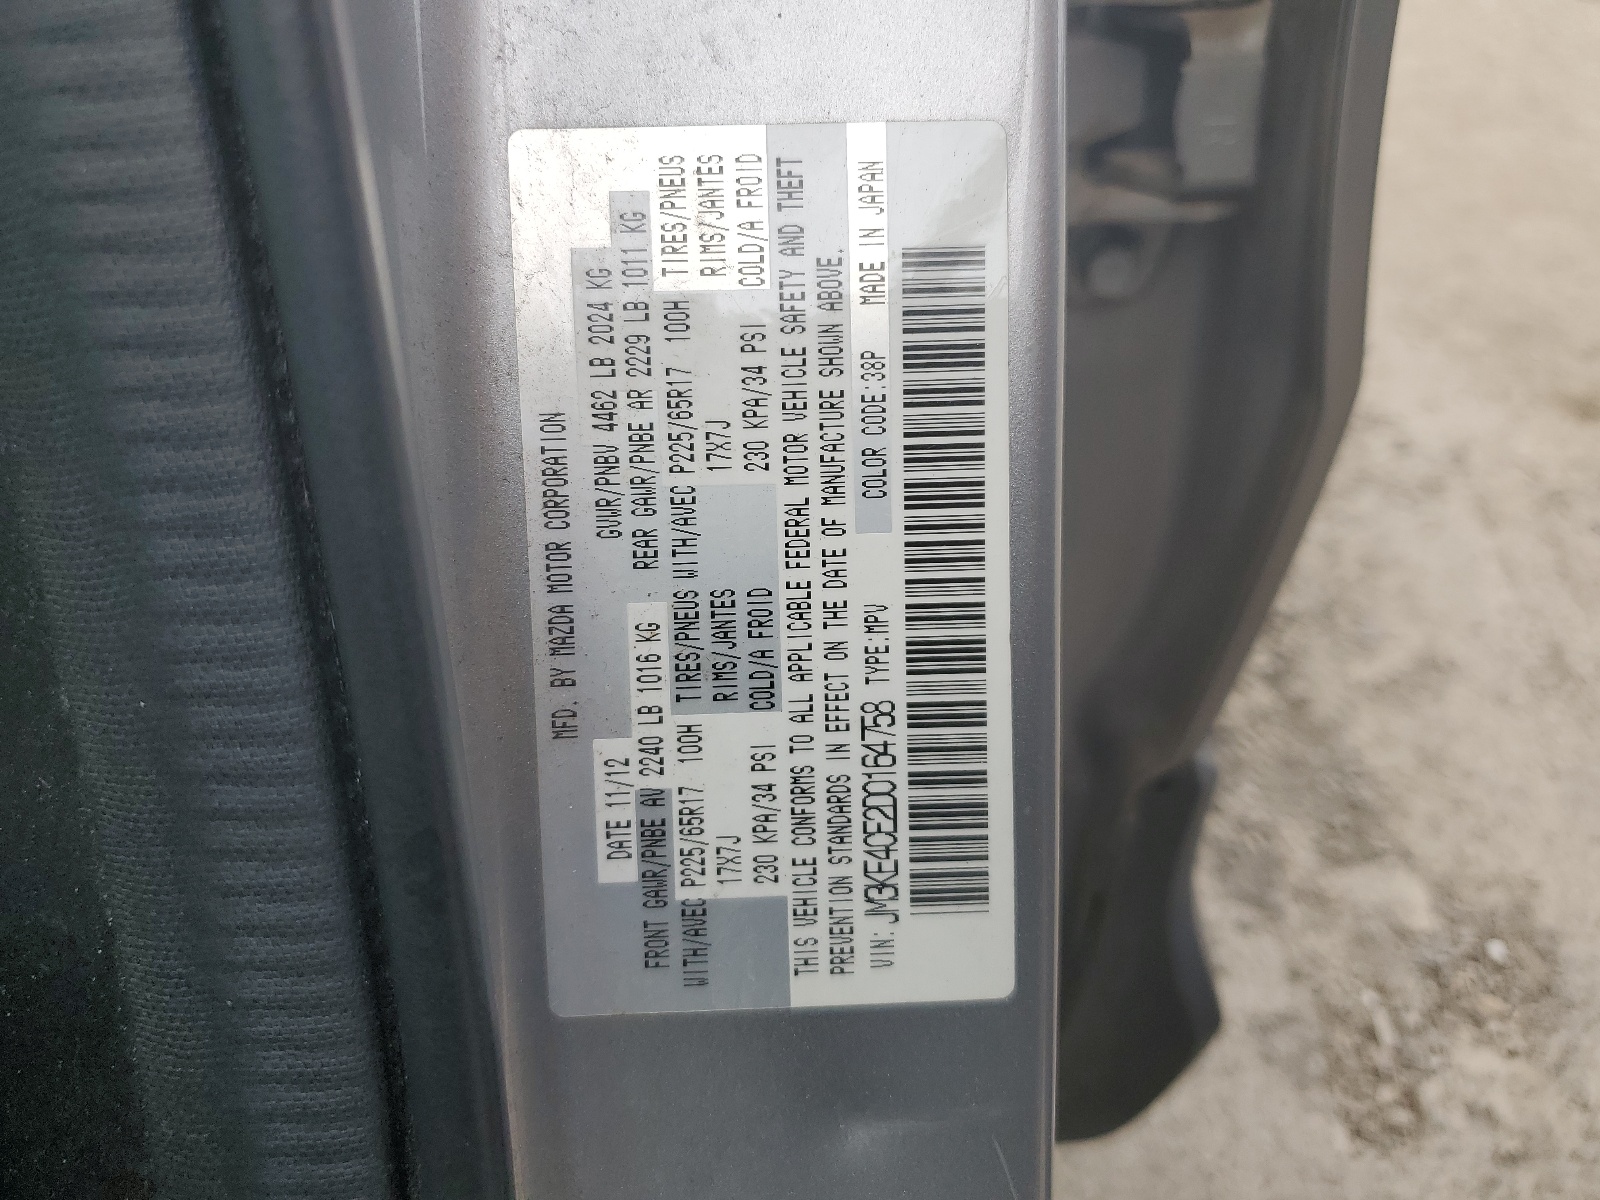 MFD. BY MAZDA MOTOR CORPORATION
DATE 11/12 GVWR/PNBV 4462 LB 2024 KG
FRONT GAWR/PNBE AV 2240 LB 1016 KG REAR GAWR/PNBE AR 2229 LB 1011 KG
WITH/AVEC P225/65R17 100H TIRES/PNEUS WITH/AVEC P225/65R17 100H TIRES/PNEUS
17X7J RIMS/JANTES 17X7J RIMS/JANTES
230 KPA/34 PSI COLD/A FROID 230 KPA/34 PSI COLD/A FROID
THIS VEHICLE CONFORMS TO ALL APPLICABLE FEDERAL MOTOR VEHICLE SAFETY AND THEFT
PREVENTION STANDARDS IN EFFECT ON THE DATE OF MANUFACTURE SHOWN ABOVE.
VIN: JM3KE4CE2D0164758 TYPE:MPV COLOR CODE:38P MADE IN JAPAN